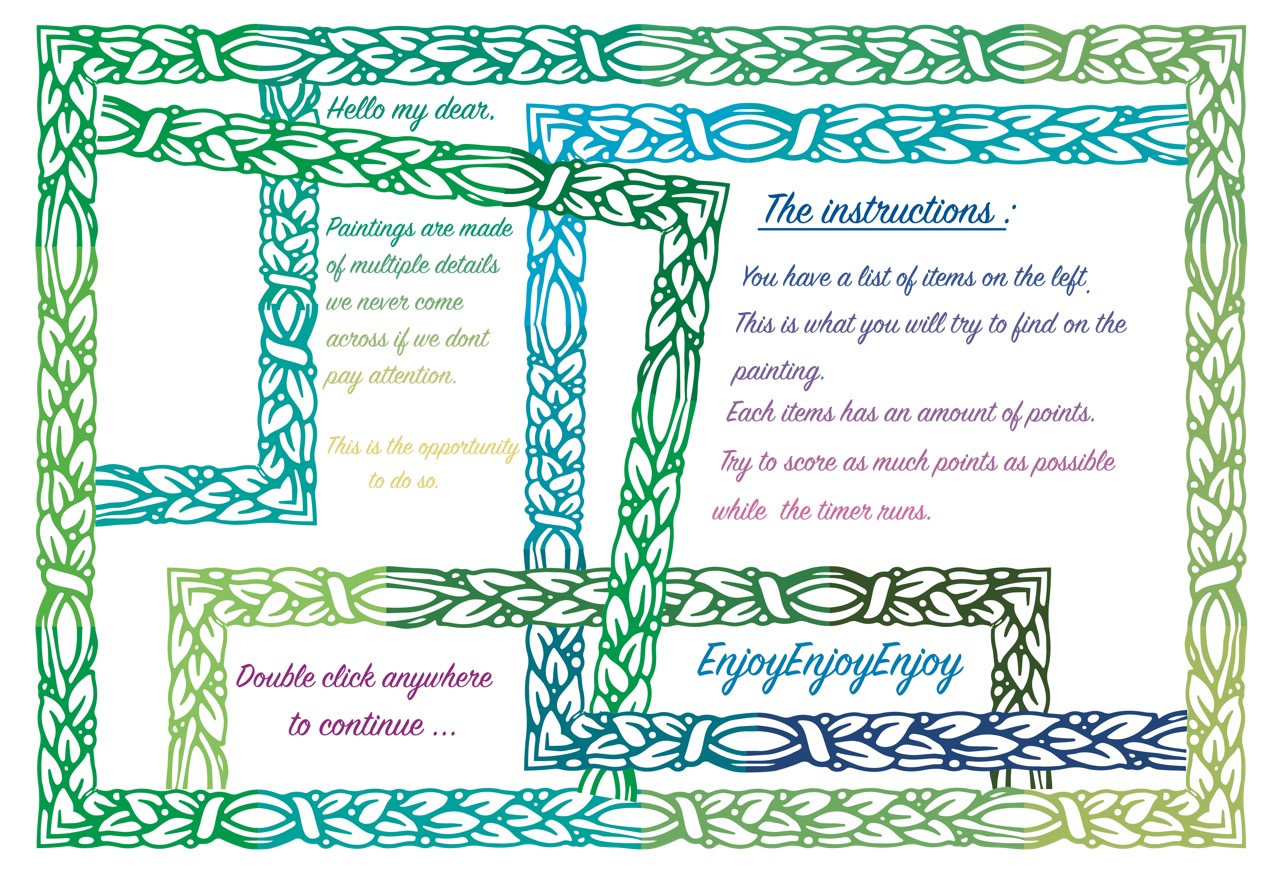 Hello my dear,
Paintings are made
of multiple details
we never come
across if we dont
pay attention.
This is the opportunity
to do so.
The instructions :
You have a list of items on the left.
This is what you will try to find on the
painting.
Each items has an amount of points.
Try to score as much points as possible
while the timer runs.
EnjoyEnjoyEnjoy
Double click anywhere
to continue ...